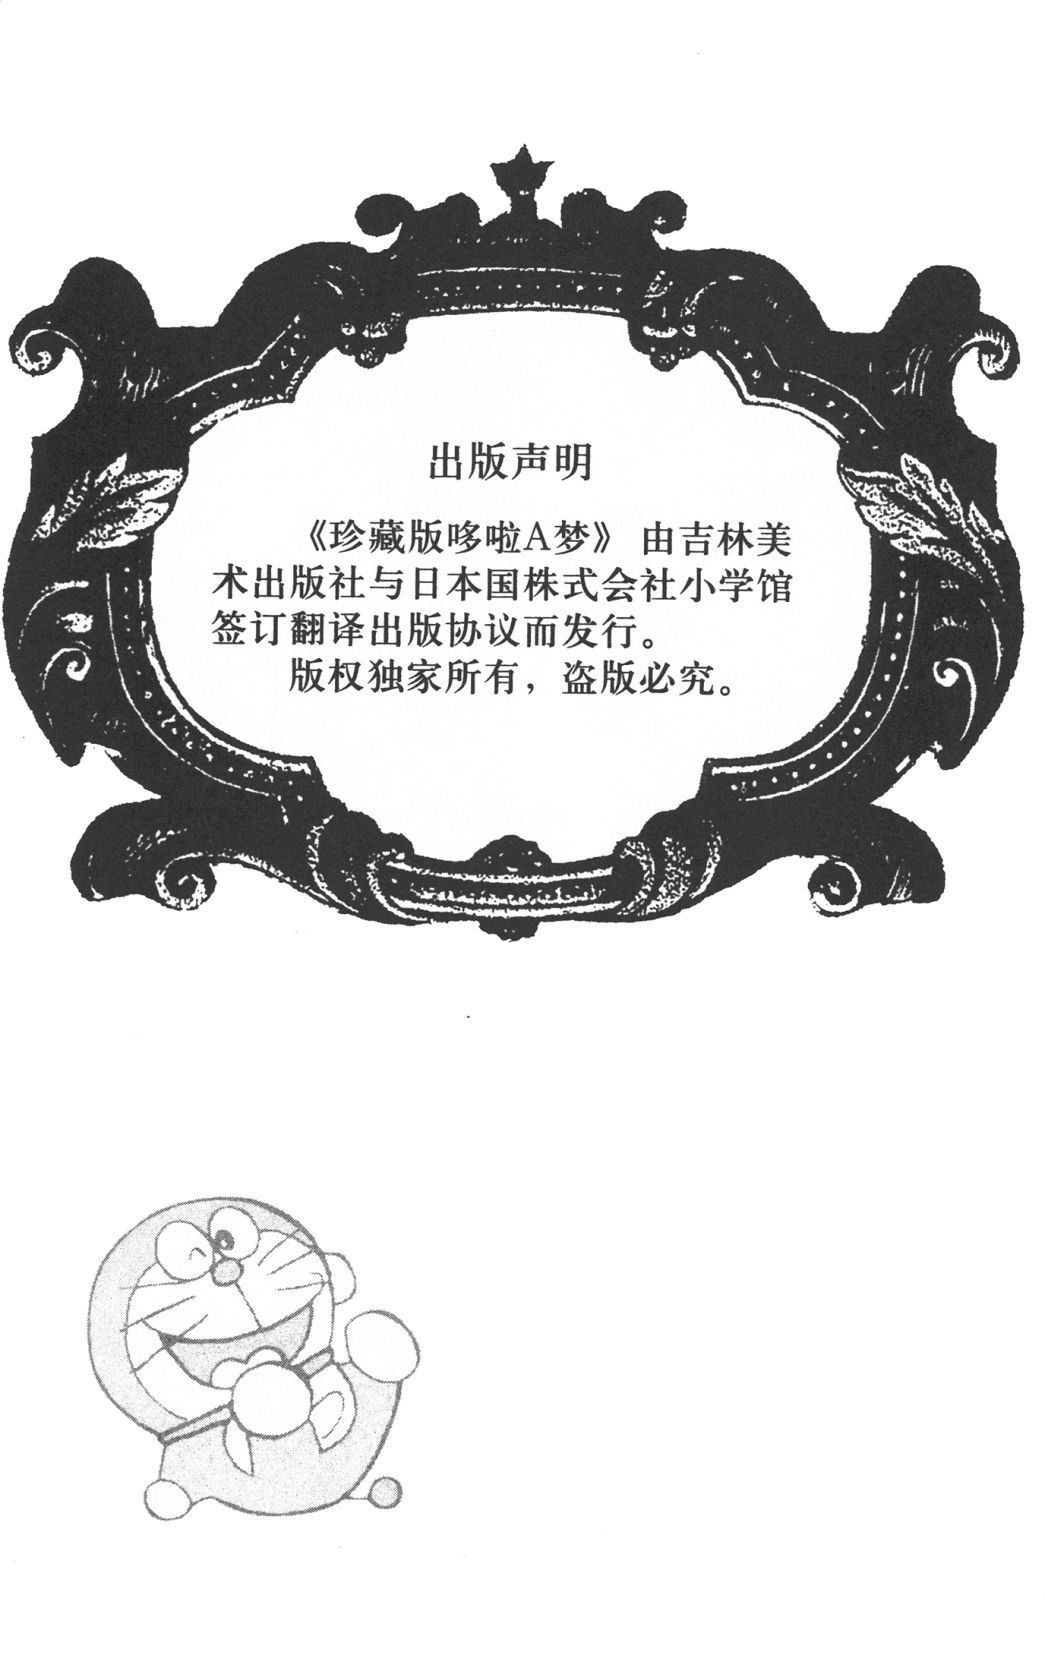 出版声明
《珍藏版哆啦A梦》 由吉林美
术出版社与日本国株式会社小学馆
签订翻译出版协议而发行。
版权独家所有，盗版必究。